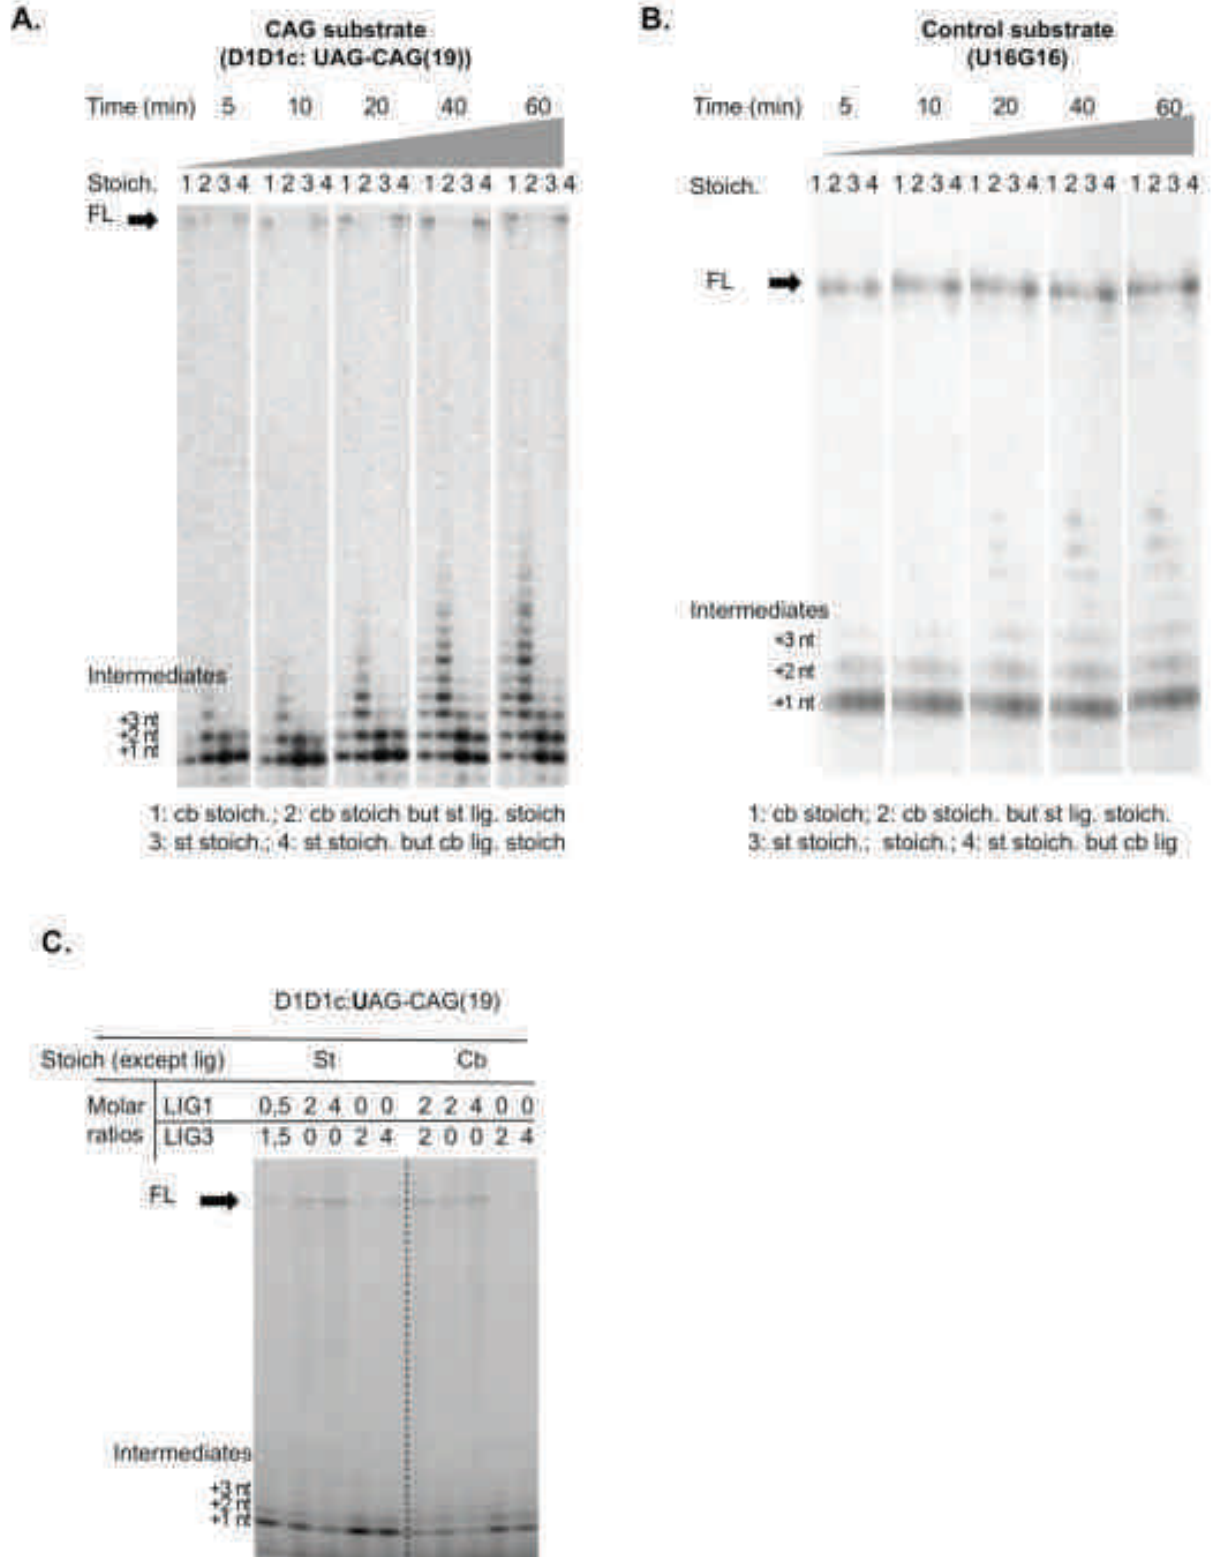 A.
CAG substrate
(D1D1c: UAG-CAG(19))
Time (min) 5 10 20 40 60
Stoich. 1 2 3 4 1 2 3 4 1 2 3 4 1 2 3 4 1 2 3 4
FL
Intermediates
+3 nt
+2 nt
+1 nt
1: cb stoich.; 2: cb stoich but st lig. stoich
3: st stoich.; 4: st stoich. but cb lig. stoich
B.
Control substrate
(U16G16)
Time (min) 5 10 20 40 60
Stoich. 1 2 3 4 1 2 3 4 1 2 3 4 1 2 3 4 1 2 3 4
FL
Intermediates
+3 nt
+2 nt
+1 nt
1: cb stoich; 2: cb stoich. but st lig. stoich.
3: st stoich.; stoich.; 4: st stoich. but cb lig
C.
D1D1c:UAG-CAG(19)
Stoich (except lig) St Cb
Molar LIG1 0,5 2 4 0 0 2 2 4 0 0
ratios LIG3 1,5 0 0 2 4 2 0 0 2 4
FL
Intermediates
+3 nt
+2 nt
+1 nt